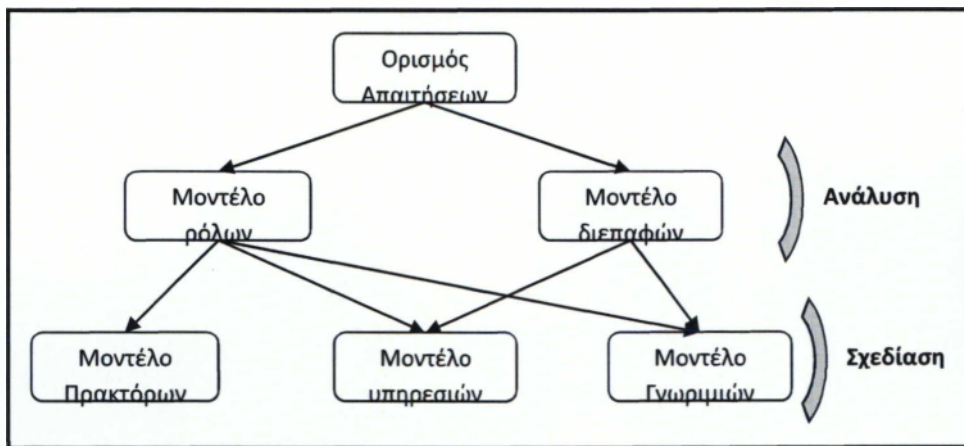 Ορισμός
Απαιτήσεων
Μοντέλο
ρόλων
Μοντέλο
διεπαφών
Ανάλυση
Μοντέλο
Πρακτόρων
Μοντέλο
υπηρεσιών
Μοντέλο
Γνωριμιών
Σχεδίαση